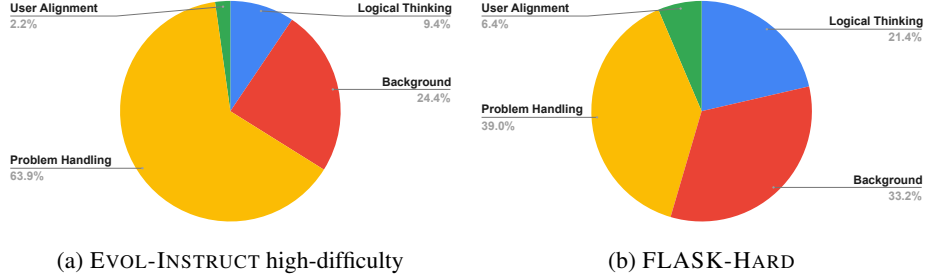 User Alignment
2.2%
Logical Thinking
9.4%
Background
24.4%
Problem Handling
63.9%
(a) EVOL-INSTRUCT high-difficulty
User Alignment
6.4%
Logical Thinking
21.4%
Problem Handling
39.0%
Background
33.2%
(b) FLASK-HARD